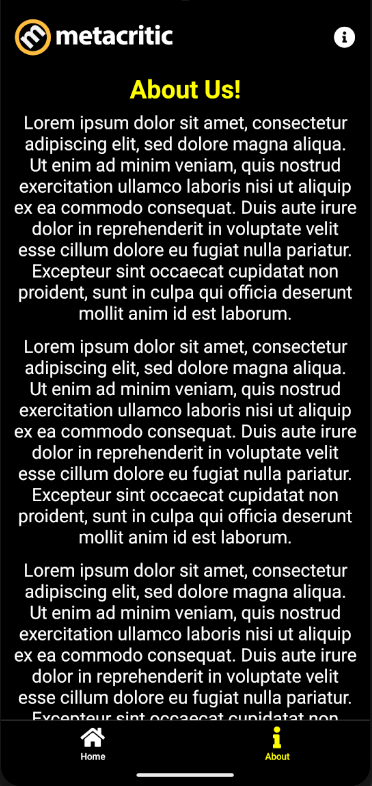 metacritic
About Us!
Lorem ipsum dolor sit amet, consectetur
adipiscing elit, sed dolore magna aliqua.
Ut enim ad minim veniam, quis nostrud
exercitation ullamco laboris nisi ut aliquip
ex ea commodo consequat. Duis aute irure
dolor in reprehenderit in voluptate velit
esse cillum dolore eu fugiat nulla pariatur.
Excepteur sint occaecat cupidatat non
proident, sunt in culpa qui officia deserunt
mollit anim id est laborum.
Lorem ipsum dolor sit amet, consectetur
adipiscing elit, sed dolore magna aliqua.
Ut enim ad minim veniam, quis nostrud
exercitation ullamco laboris nisi ut aliquip
ex ea commodo consequat. Duis aute irure
dolor in reprehenderit in voluptate velit
esse cillum dolore eu fugiat nulla pariatur.
Excepteur sint occaecat cupidatat non
proident, sunt in culpa qui officia deserunt
mollit anim id est laborum.
Lorem ipsum dolor sit amet, consectetur
adipiscing elit, sed dolore magna aliqua.
Ut enim ad minim veniam, quis nostrud
exercitation ullamco laboris nisi ut aliquip
ex ea commodo consequat. Duis aute irure
dolor in reprehenderit in voluptate velit
esse cillum dolore eu fugiat nulla pariatur.
Excepteur sint occaecat cupidatat non
Home
About